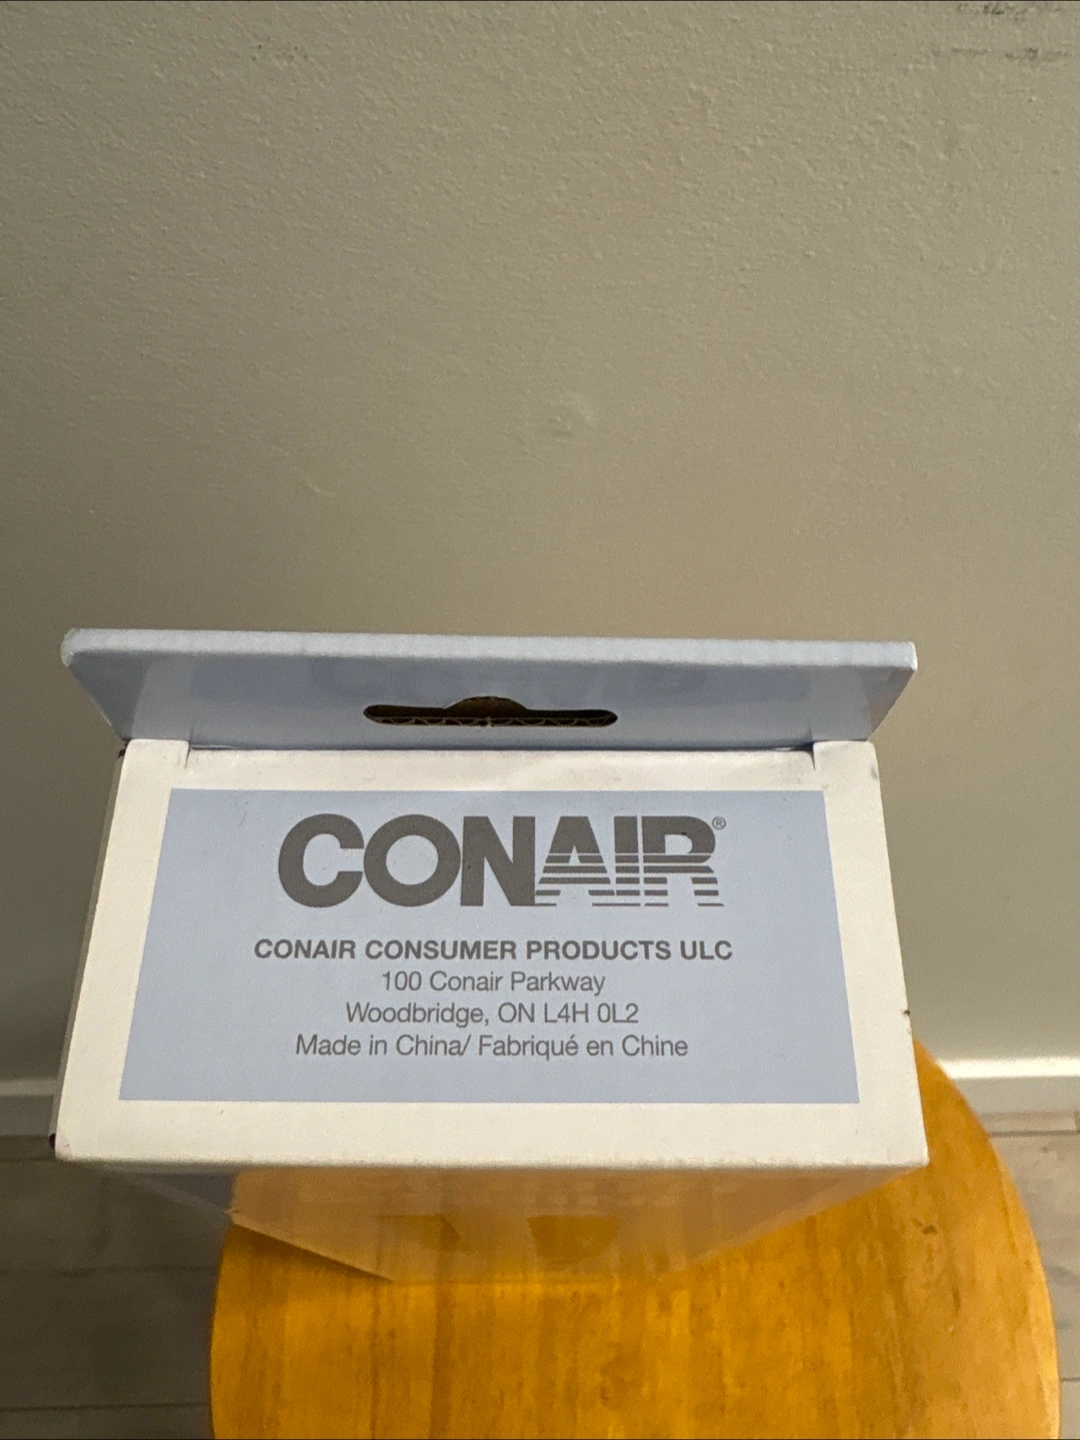 CONAIR®
CONAIR CONSUMER PRODUCTS ULC
100 Conair Parkway
Woodbridge, ON L4H 0L2
Made in China/ Fabriqué en Chine